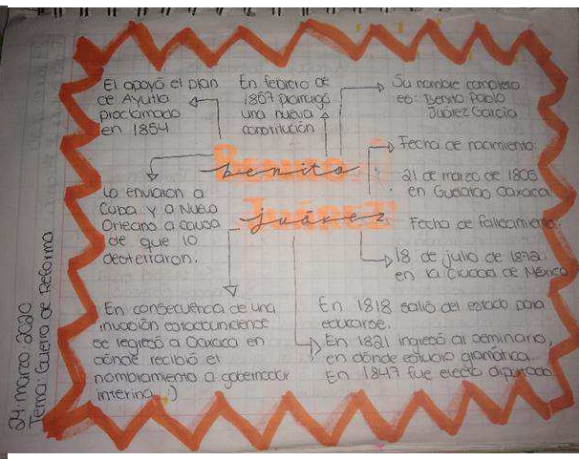 24 marzo 2020
Tema: Guerra de Reforma
El apoyó el plan
de Ayutla
proclamado
en 1854
En febrero de
1857 promulgó
una nueva
constitución
Su nombre completo
es: Benito Pablo
Juárez García
Fecha de nacimiento:
21 de marzo de 1806
en Guelatao Oaxaca
Fecha de fallecimiento:
18 de julio de 1872
en la Ciudad de México
BENITO
benito
JUÁREZ
juárez
Lo enviaron a
Cuba y a Nueva
Orleans a causa
de que lo
desterraron.
En consecuencia de una
invasión estadounidense
se regresó a Oaxaca en
dónde recibió el
nombramiento a gobernador
interino :)
En 1818 salió del estado para
educarse.
En 1821 ingresó al seminario,
en dónde estudio gramática.
En 1847 fue electo diputado.